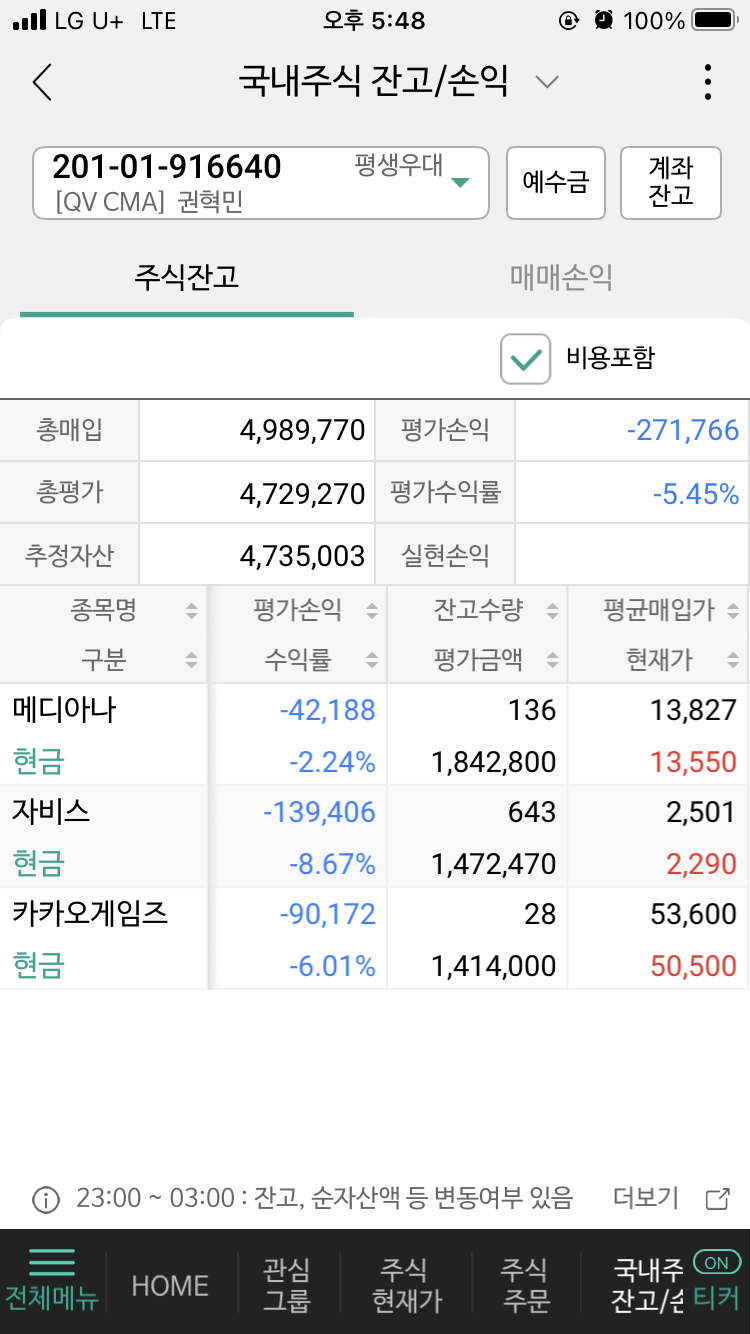 LG U+ LTE 오후 5:48 100%
국내주식 잔고/손익
201-01-916640 평생우대
[QV CMA] 권혁민
예수금
계좌
잔고
주식잔고 매매손익
비용포함
총매입 4,989,770 평가손익 -271,766
총평가 4,729,270 평가수익률 -5.45%
추정자산 4,735,003 실현손익
종목명 평가손익 잔고수량 평균매입가
구분 수익률 평가금액 현재가
메디아나 -42,188 136 13,827
현금 -2.24% 1,842,800 13,550
자비스 -139,406 643 2,501
현금 -8.67% 1,472,470 2,290
카카오게임즈 -90,172 28 53,600
현금 -6.01% 1,414,000 50,500
23:00 ~ 03:00 : 잔고, 순자산액 등 변동여부 있음 더보기
전체메뉴
HOME
관심
그룹
주식
현재가
주식
주문
국내주
잔고/손
ON
티커